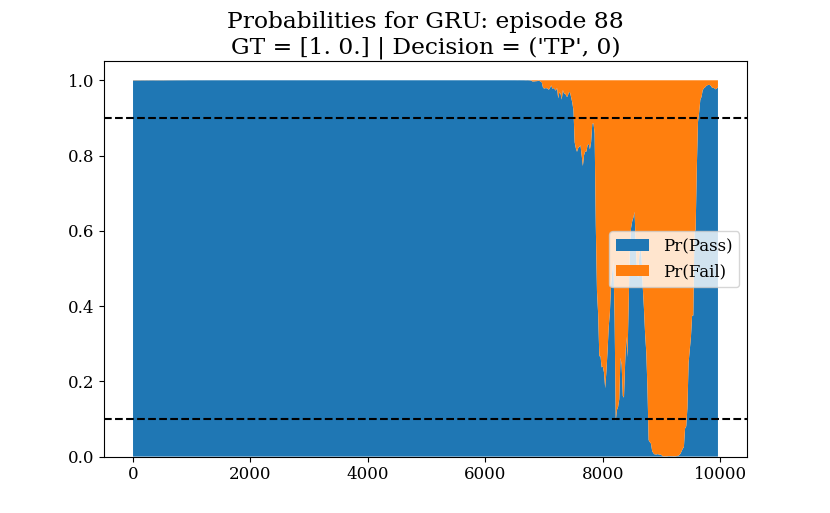 Probabilities for GRU: episode 88
GT = [1. 0.] | Decision = ('TP', 0)
1.0
0.8
0.6
0.4
0.2
0.0
Pr(Pass)
Pr(Fail)
0 2000 4000 6000 8000 10000